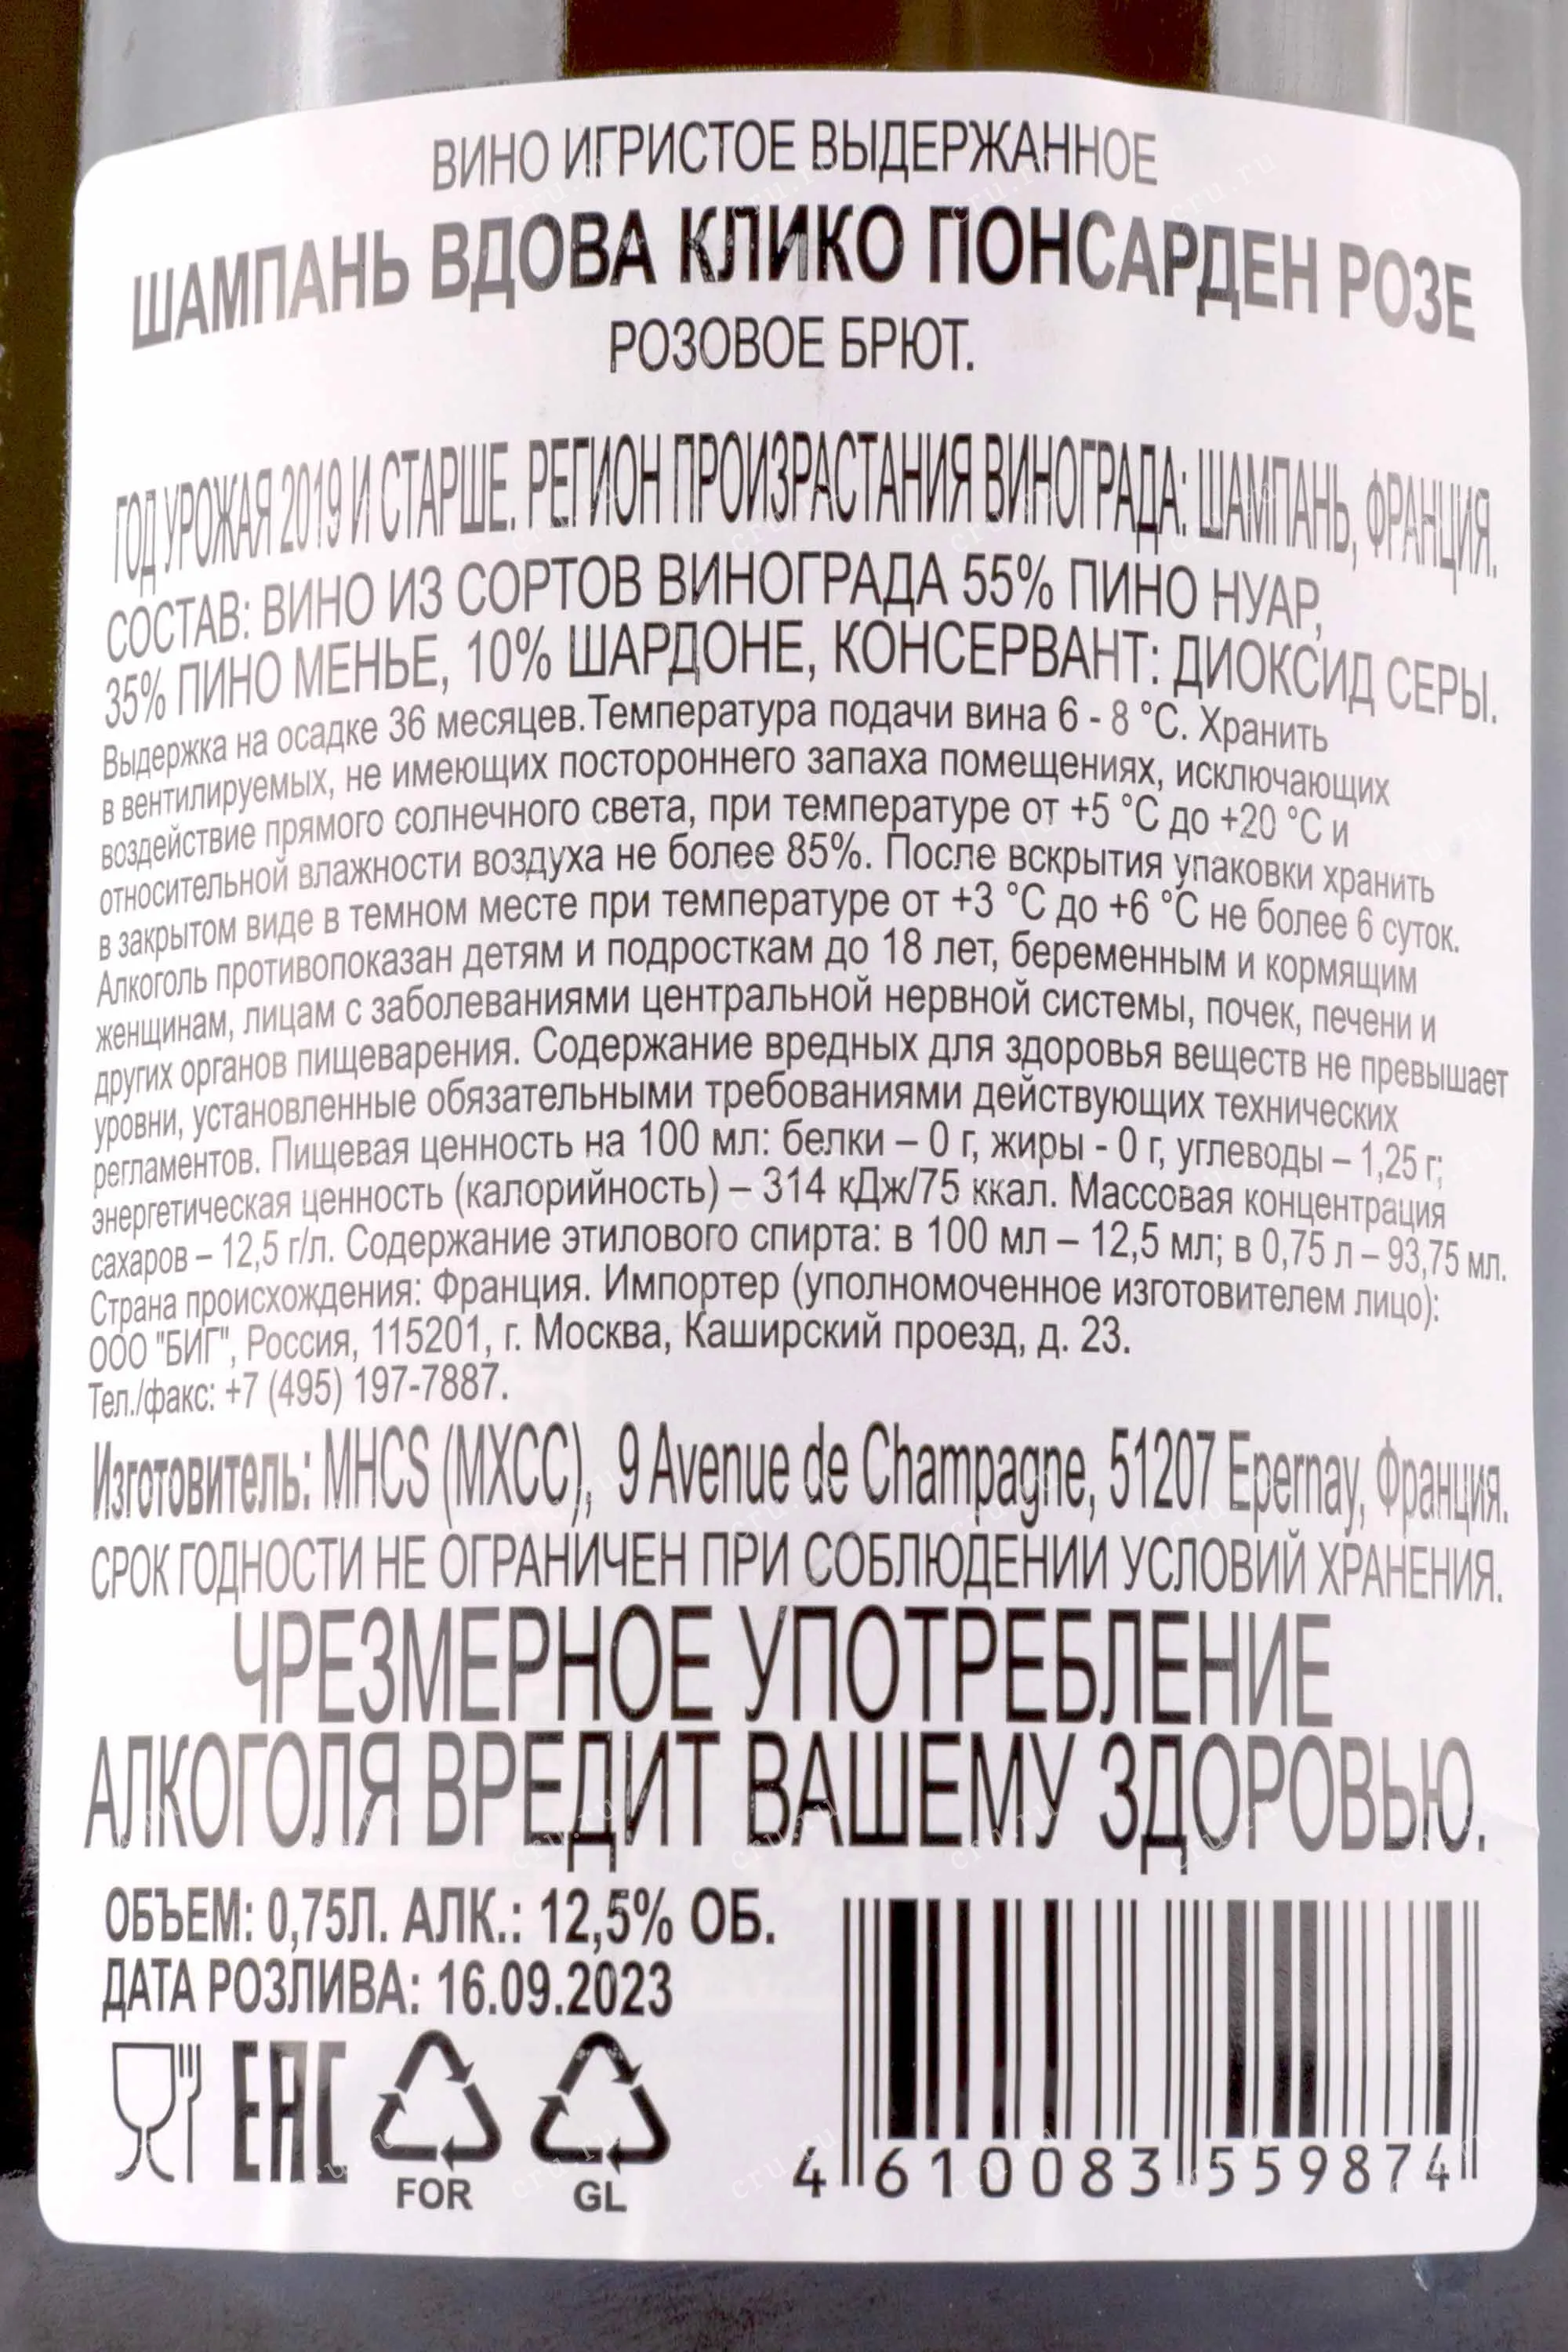 ВИНО ИГРИСТОЕ ВЫДЕРЖАННОЕ
ШАМПАНЬ ВДОВА КЛИКО ПОНСАРДЕН РОЗЕ
РОЗОВОЕ БРЮТ.
ГОД УРОЖАЯ 2019 И СТАРШЕ. РЕГИОН ПРОИЗРАСТАНИЯ ВИНОГРАДА: ШАМПАНЬ, ФРАНЦИЯ.
СОСТАВ: ВИНО ИЗ СОРТОВ ВИНОГРАДА 55% ПИНО НУАР,
35% ПИНО МЕНЬЕ, 10% ШАРДОНЕ, КОНСЕРВАНТ: ДИОКСИД СЕРЫ.
Выдержка на осадке 36 месяцев.Температура подачи вина 6 - 8 °С. Хранить
в вентилируемых, не имеющих постороннего запаха помещениях, исключающих
воздействие прямого солнечного света, при температуре от +5 °С до +20 °С и
относительной влажности воздуха не более 85%. После вскрытия упаковки хранить
в закрытом виде в темном месте при температуре от +3 °С до +6 °С не более 6 суток.
Алкоголь противопоказан детям и подросткам до 18 лет, беременным и кормящим
женщинам, лицам с заболеваниями центральной нервной системы, почек, печени и
других органов пищеварения. Содержание вредных для здоровья веществ не превышает
уровни, установленные обязательными требованиями действующих технических
регламентов. Пищевая ценность на 100 мл: белки – 0 г, жиры - 0 г, углеводы – 1,25 г;
энергетическая ценность (калорийность) – 314 кДж/75 ккал. Массовая концентрация
сахаров – 12,5 г/л. Содержание этилового спирта: в 100 мл – 12,5 мл; в 0,75 л – 93,75 мл.
Страна происхождения: Франция. Импортер (уполномоченное изготовителем лицо):
ООО "БИГ", Россия, 115201, г. Москва, Каширский проезд, д. 23.
Тел./факс: +7 (495) 197-7887.
Изготовитель: MHCS (МХСС), 9 Avenue de Champagne, 51207 Epernay, Франция.
СРОК ГОДНОСТИ НЕ ОГРАНИЧЕН ПРИ СОБЛЮДЕНИИ УСЛОВИЙ ХРАНЕНИЯ.
ЧРЕЗМЕРНОЕ УПОТРЕБЛЕНИЕ
АЛКОГОЛЯ ВРЕДИТ ВАШЕМУ ЗДОРОВЬЮ.
ОБЪЕМ: 0,75Л. АЛК.: 12,5% ОБ.
ДАТА РОЗЛИВА: 16.09.2023
EAC
FOR
GL
4 610083 559874